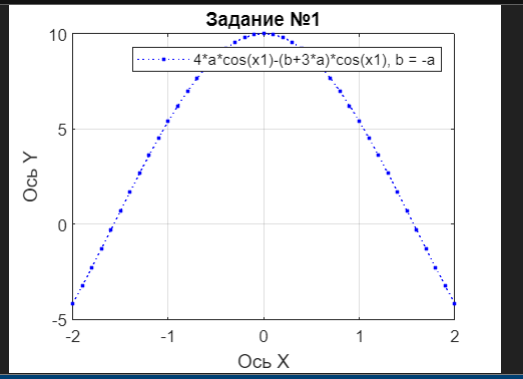 Задание №1
4*a*cos(x1)-(b+3*a)*cos(x1), b = -a
Ось Y
10
5
0
-5
-2
-1
0
1
2
Ось X